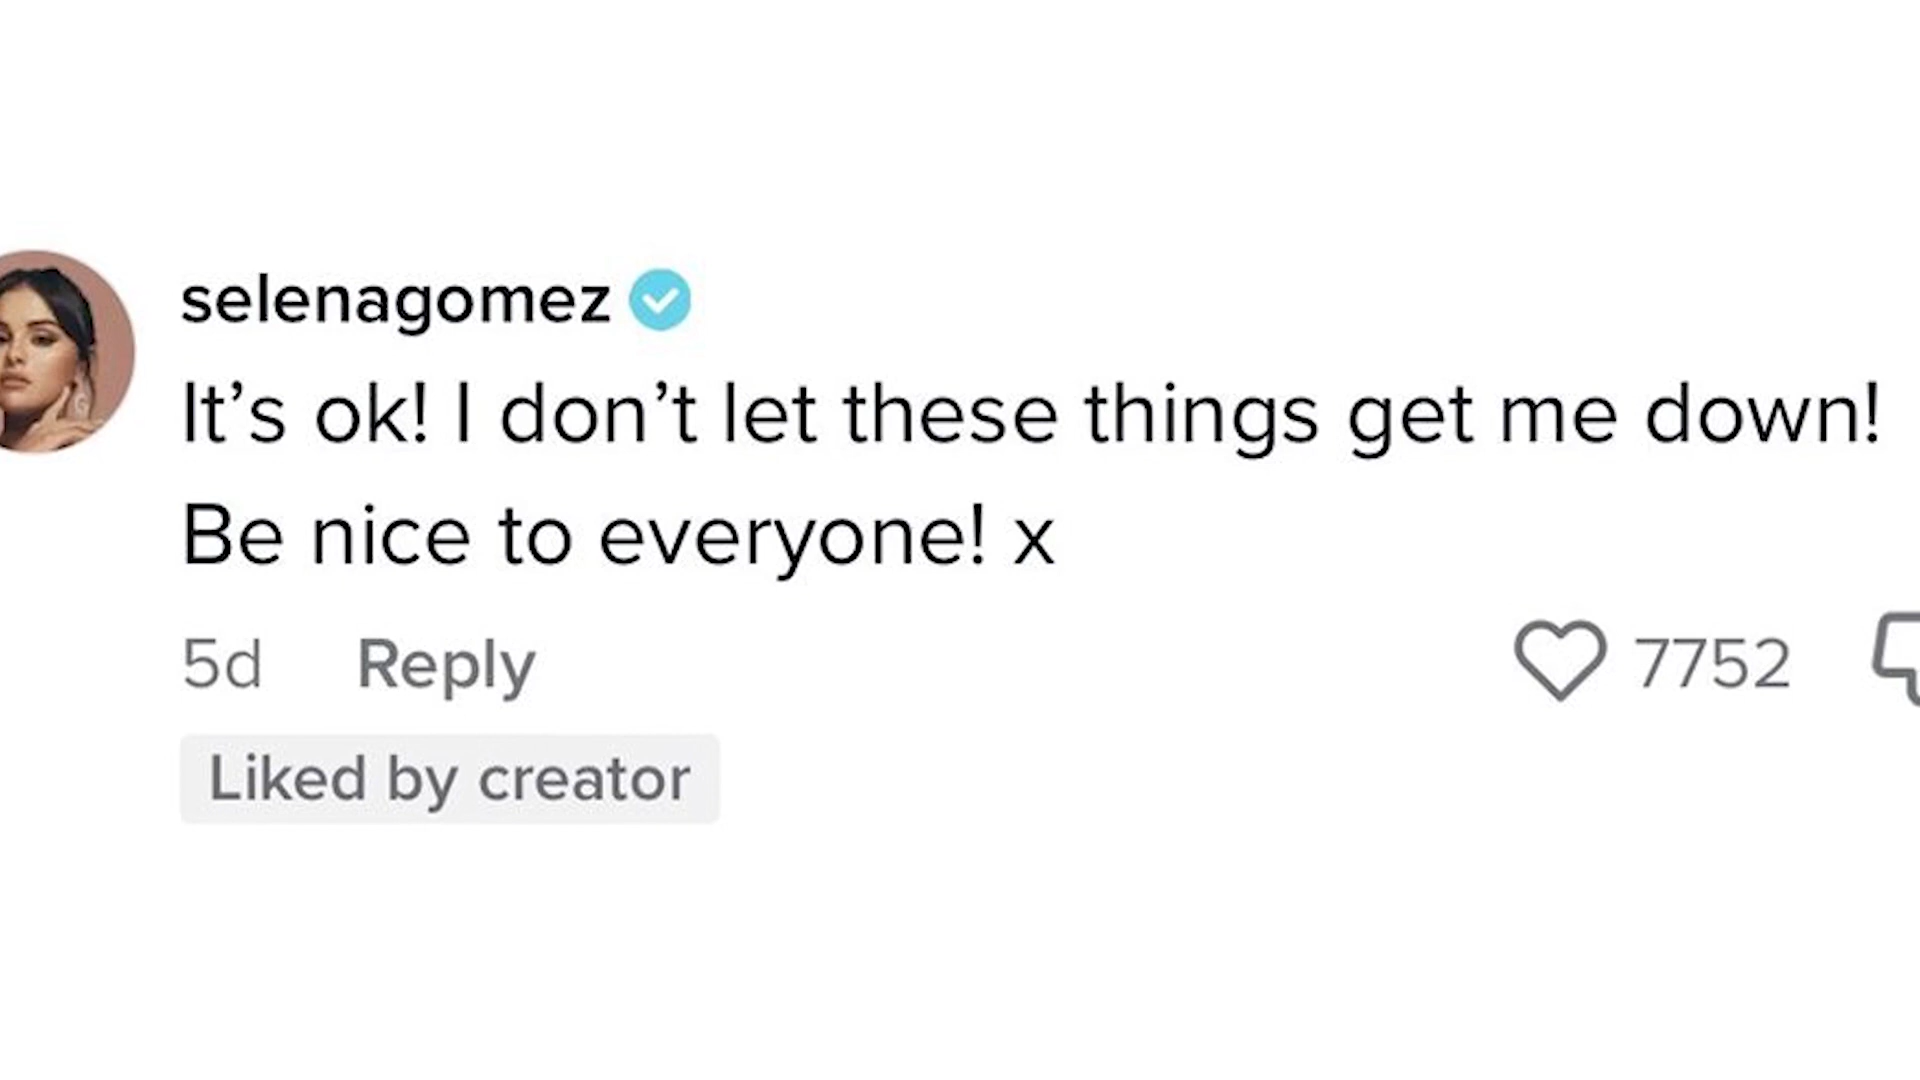 selenagomez
It’s ok! I don’t let these things get me down!
Be nice to everyone! x
5d Reply 7752
Liked by creator